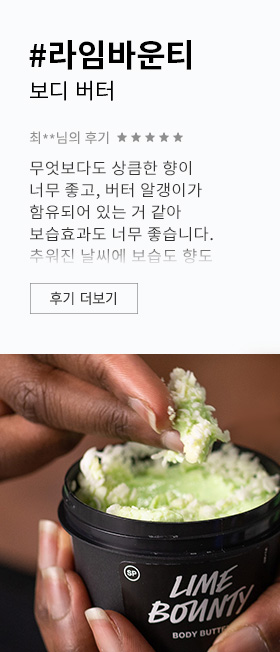 #라임바운티
보디 버터
최**님의 후기 ★★★★★
무엇보다도 상큼한 향이
너무 좋고, 버터 알갱이가
함유되어 있는 거 같아
보습효과도 너무 좋습니다.
추워진 날씨에 보습도 향도
후기 더보기
SP
LIME
BOUNTY
BODY BUTTE